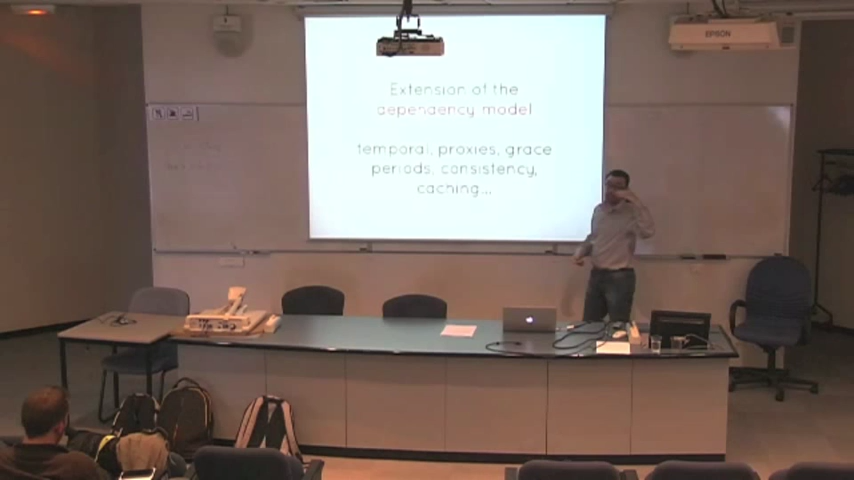 Extension of the
dependency model
temporal, proxies, grace
periods, consistency,
caching...
EPSON